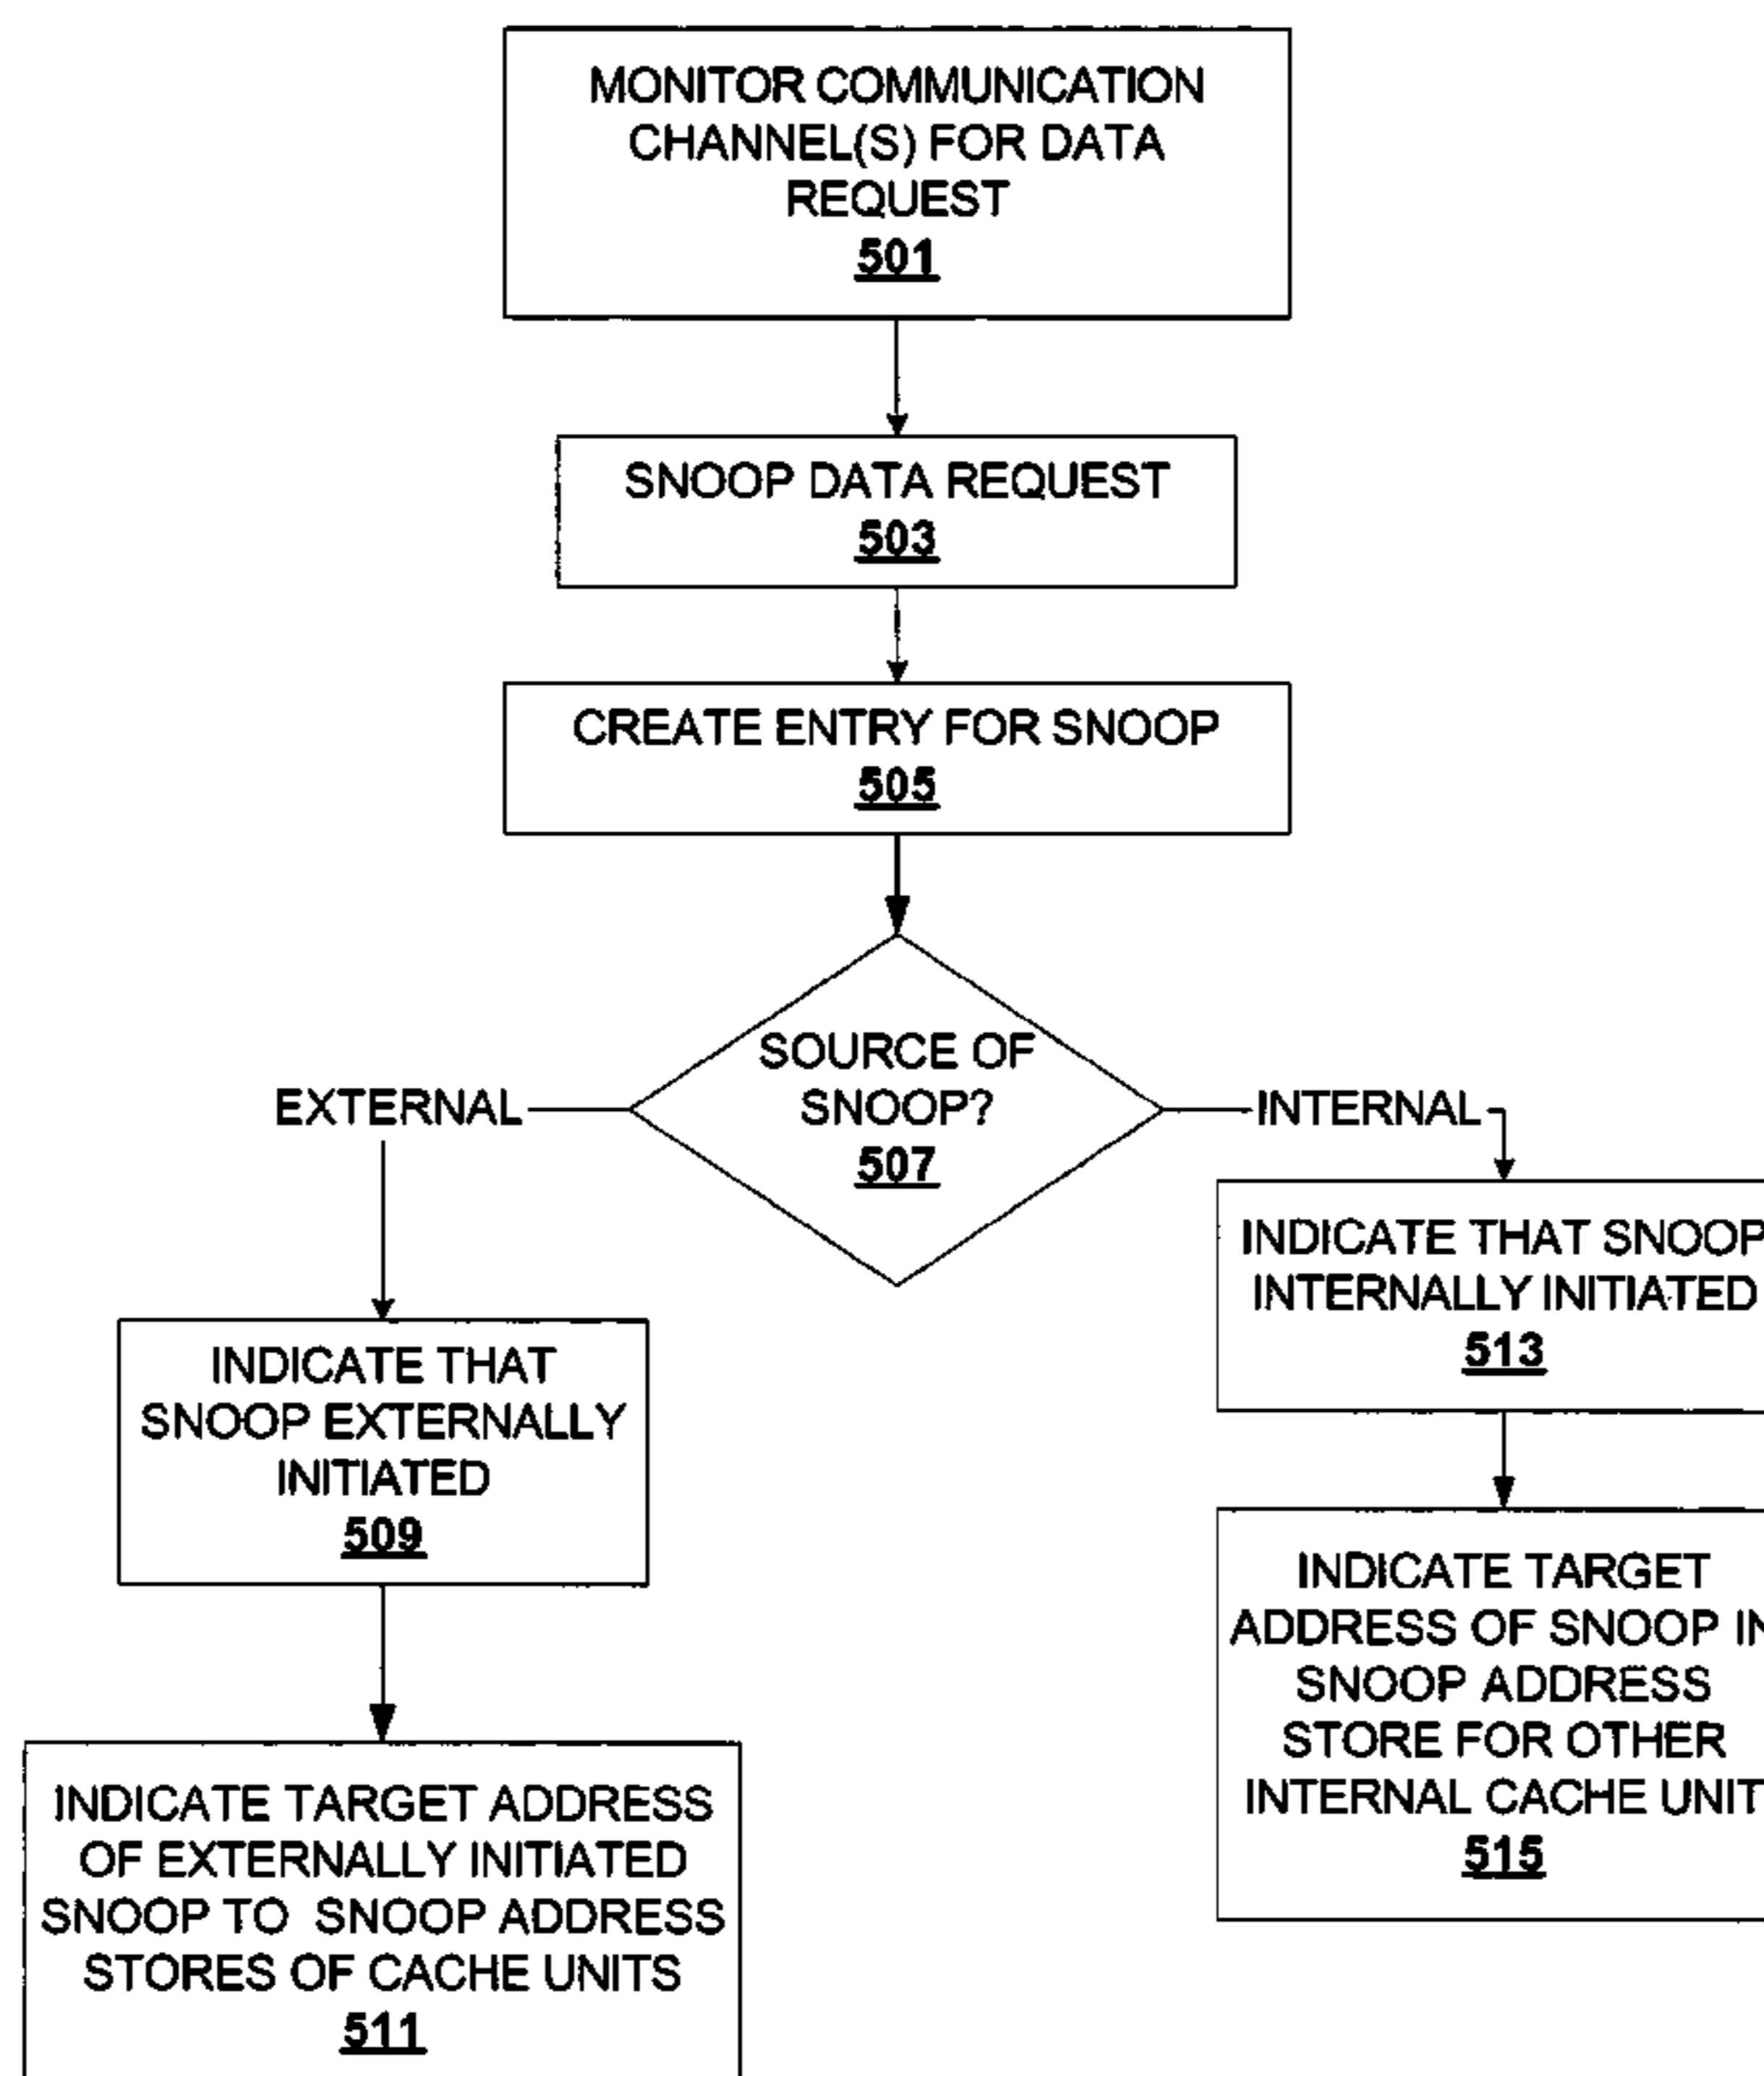 MONITOR COMMUNICATION
CHANNEL(S) FOR DATA
REQUEST
501
SNOOP DATA REQUEST
503
CREATE ENTRY FOR SNOOP
505
SOURCE OF
SNOOP?
507
EXTERNAL
INTERNAL
INDICATE THAT
SNOOP EXTERNALLY
INITIATED
509
INDICATE TARGET ADDRESS
OF EXTERNALLY INITIATED
SNOOP TO SNOOP ADDRESS
STORES OF CACHE UNITS
511
INDICATE THAT SNOOP
INTERNALLY INITIATED
513
INDICATE TARGET
ADDRESS OF SNOOP IN
SNOOP ADDRESS
STORE FOR OTHER
INTERNAL CACHE UNIT
515